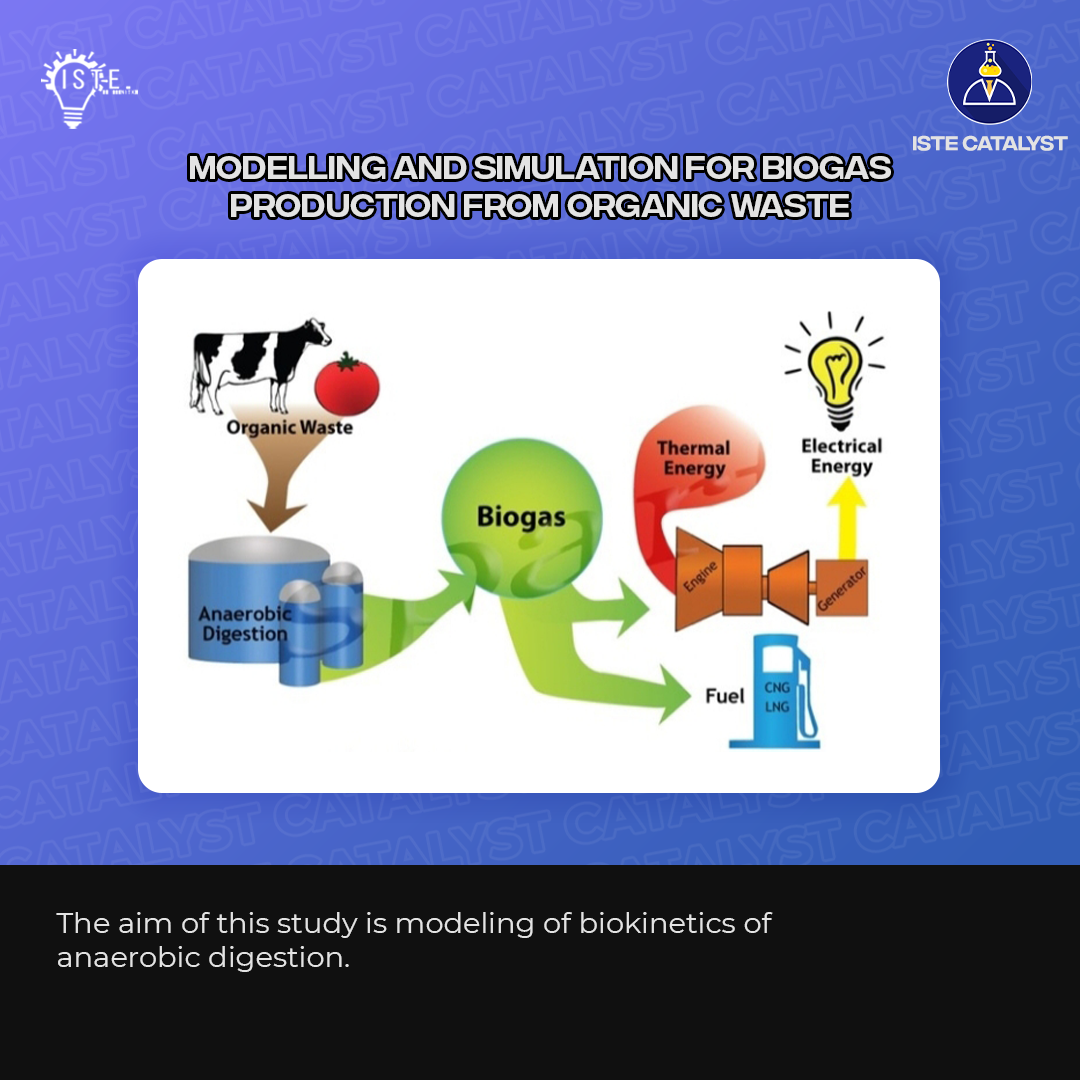 ISTE
ISTE CATALYST
MODELLING AND SIMULATION FOR BIOGAS
PRODUCTION FROM ORGANIC WASTE
Organic Waste
Anaerobic
Digestion
Biogas
Thermal
Energy
Electrical
Energy
Engine
Generator
Fuel
CNG
LNG
The aim of this study is modeling of biokinetics of
anaerobic digestion.